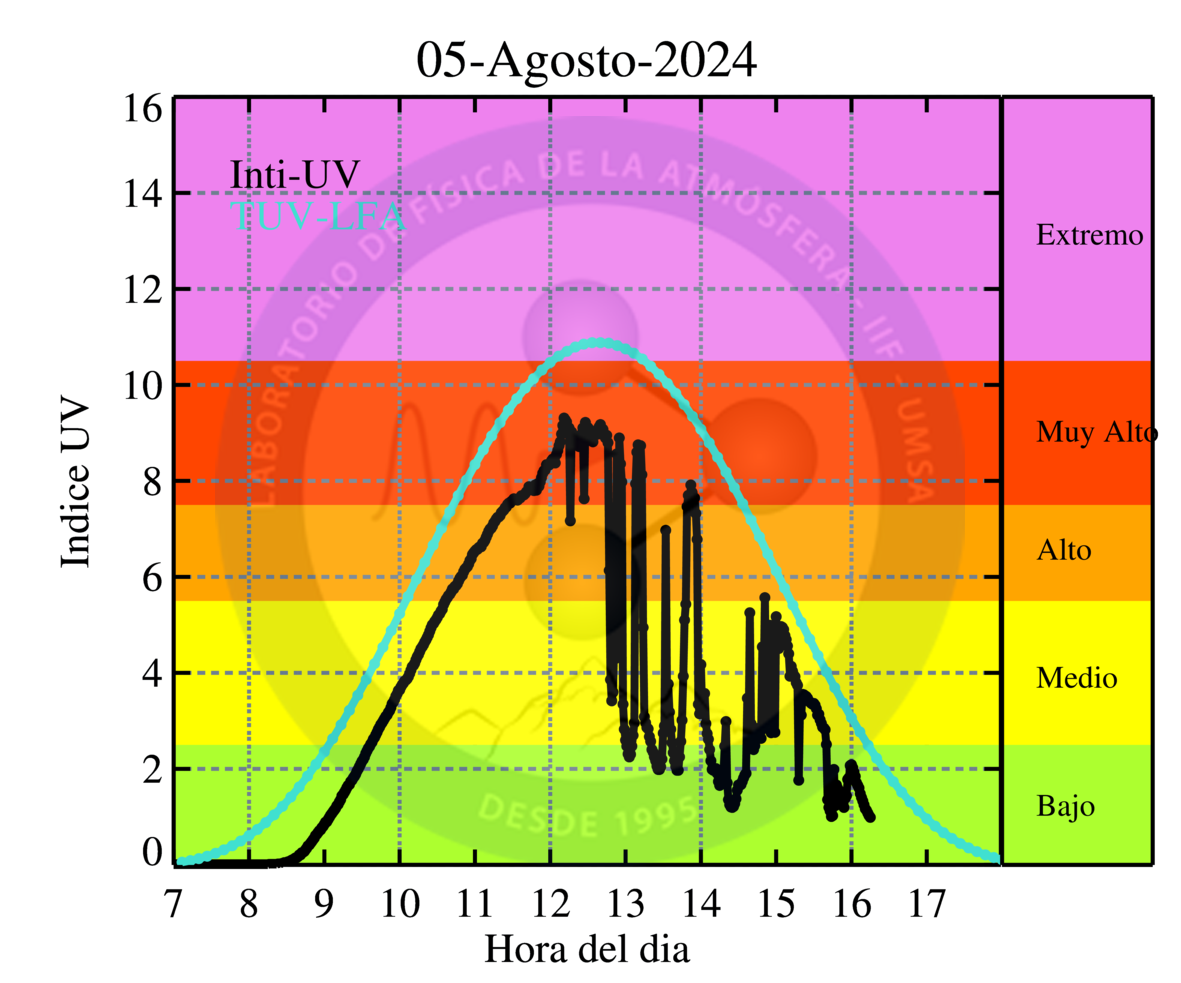 05-Agosto-2024
16
14
12
10
8
6
4
2
0
Indice UV
Inti-UV
TUV-LFA
LABORATORIO DE FÍSICA DE LA ATMÓSFERA - IIF - UMSA
DESDE 1995
Extremo
Muy Alto
Alto
Medio
Bajo
7 8 9 10 11 12 13 14 15 16 17
Hora del dia